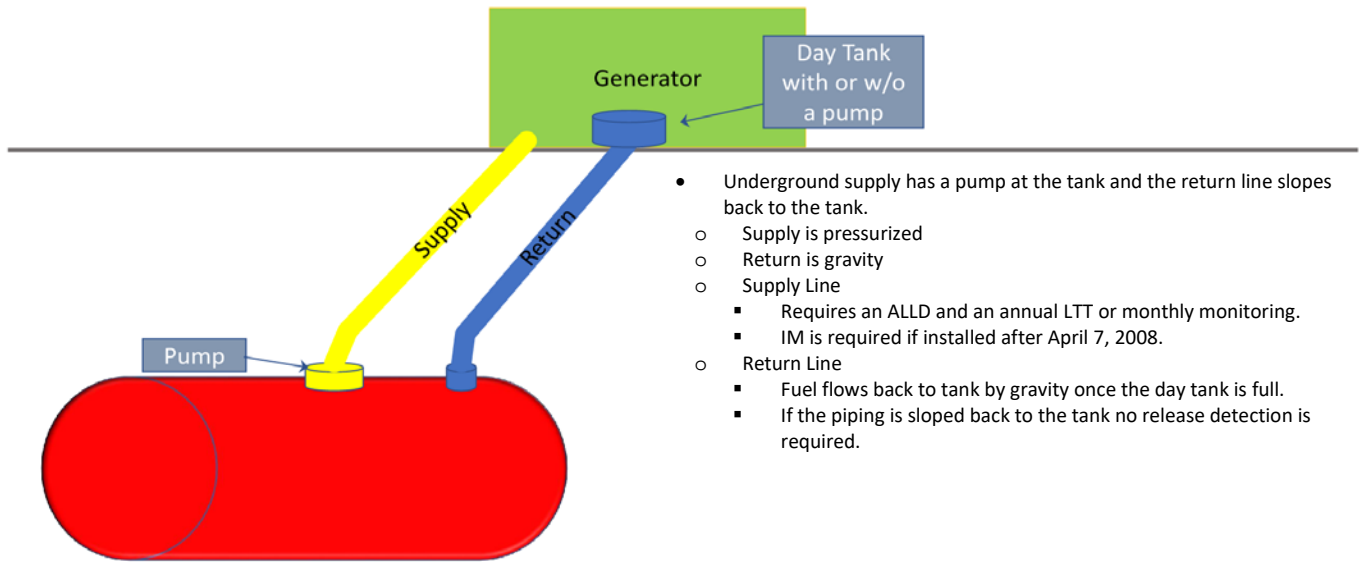 Generator
Day Tank
with or w/o
a pump
Supply
Return
Pump
• Underground supply has a pump at the tank and the return line slopes
back to the tank.
o Supply is pressurized
o Return is gravity
o Supply Line
▪ Requires an ALLD and an annual LTT or monthly monitoring.
▪ IM is required if installed after April 7, 2008.
o Return Line
▪ Fuel flows back to tank by gravity once the day tank is full.
▪ If the piping is sloped back to the tank no release detection is
required.